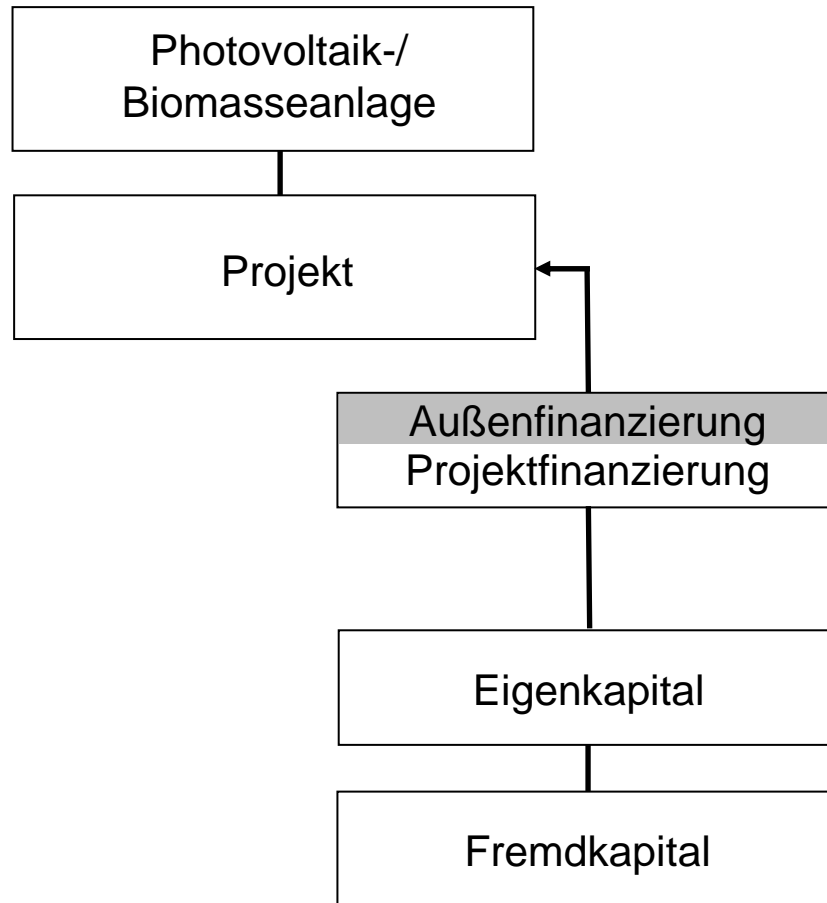 Photovoltaik-/
Biomasseanlage
Projekt
Außenfinanzierung
Projektfinanzierung
Eigenkapital
Fremdkapital